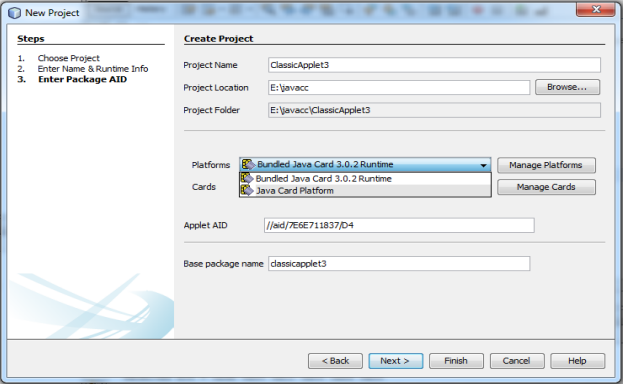 New Project
Steps
1. Choose Project
2. Enter Name & Runtime Info
3. Enter Package AID
Create Project
Project Name ClassicApplet3
Project Location E:\javacc Browse...
Project Folder E:\javacc\ClassicApplet3
Platforms Bundled Java Card 3.0.2 Runtime Manage Platforms
Bundled Java Card 3.0.2 Runtime
Cards Java Card Platform Manage Cards
Applet AID //aid/7E6E711837/D4
Base package name classicapplet3
< Back Next > Finish Cancel Help